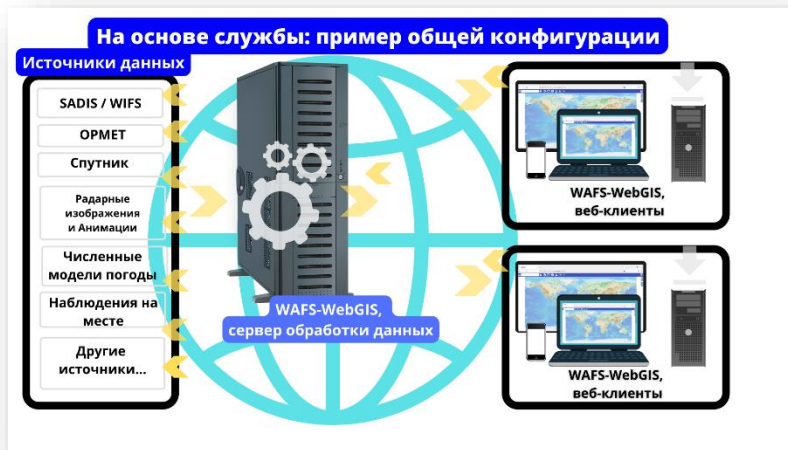 На основе службы: пример общей конфигурации
Источники данных
SADIS / WIFS
ОРМЕТ
Спутник
Радарные
изображения
и Анимации
Численные
модели погоды
Наблюдения на
месте
Другие
источники...
WAFS-WebGIS,
сервер обработки данных
WAFS-WebGIS,
веб-клиенты
WAFS-WebGIS,
веб-клиенты